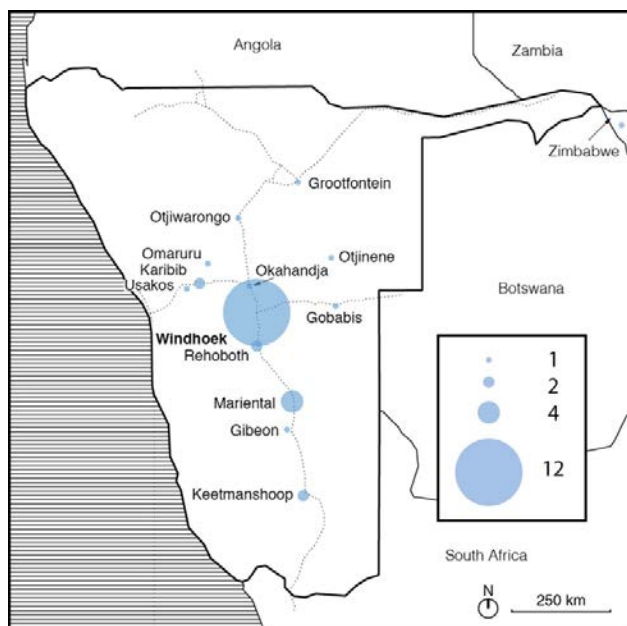 Angola
Zambia
Zimbabwe
Grootfontein
Otjiwarongo
Omaruru
Otjinene
Karibib
Okahandja
Usakos
Botswana
Gobabis
Windhoek
Rehoboth
1
2
Mariental
4
Gibeon
12
Keetmanshoop
South Africa
N
250 km